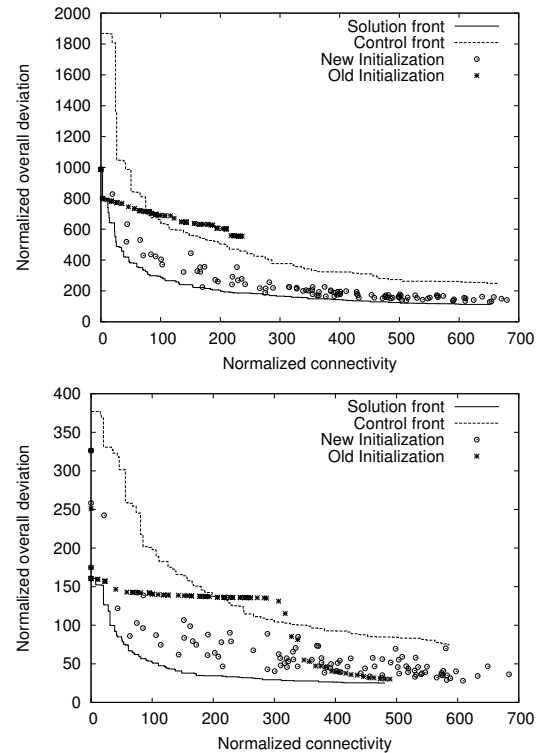 2000
1800
1600
1400
1200
1000
800
600
400
200
0
Normalized overall deviation
Solution front
Control front
New Initialization
Old Initialization
0 100 200 300 400 500 600 700
Normalized connectivity
400
350
300
250
200
150
100
50
0
Normalized overall deviation
Solution front
Control front
New Initialization
Old Initialization
0 100 200 300 400 500 600 700
Normalized connectivity